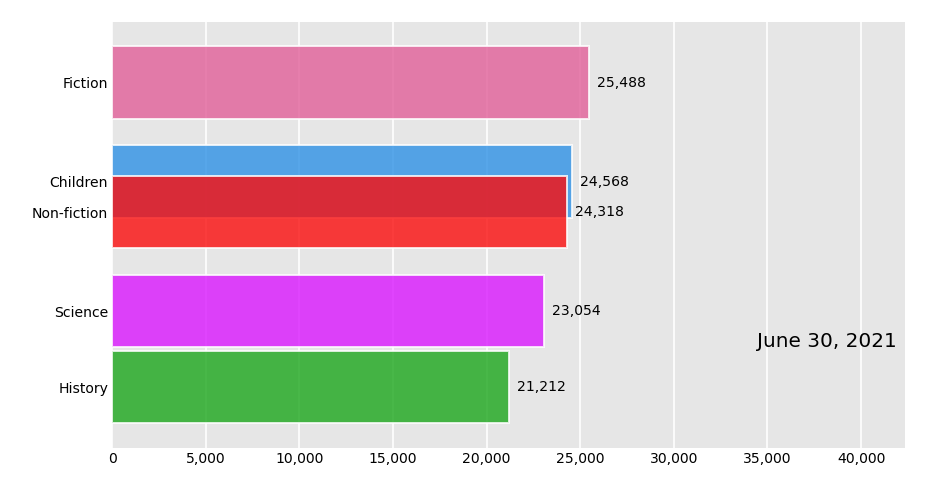 Fiction 25,488
Children 24,568
Non-fiction 24,318
Science 23,054
June 30, 2021
History 21,212
0 5,000 10,000 15,000 20,000 25,000 30,000 35,000 40,000